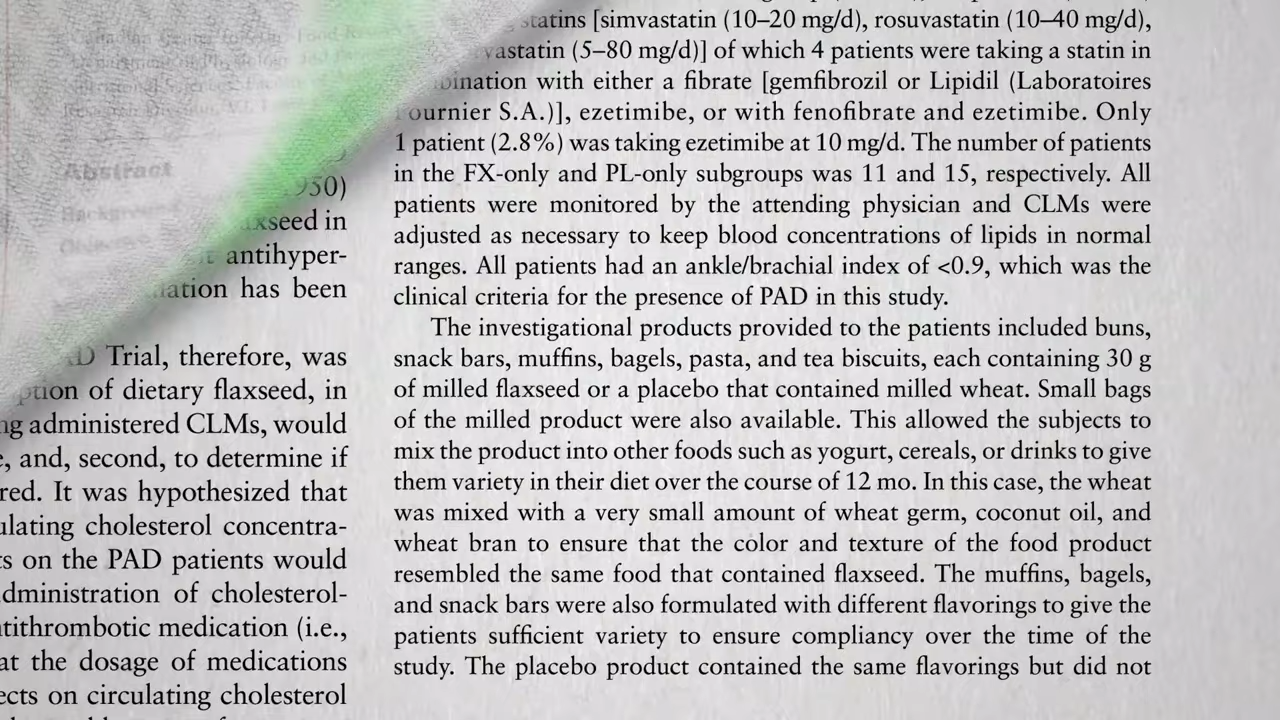 Abstract
950)
axseed in
antihyper-
ation has been
Trial, therefore, was
ption of dietary flaxseed, in
ng administered CLMs, would
e, and, second, to determine if
red. It was hypothesized that
ulating cholesterol concentra-
ts on the PAD patients would
dministration of cholesterol-
tithrombotic medication (i.e.,
at the dosage of medications
ects on circulating cholesterol
statins [simvastatin (10–20 mg/d), rosuvastatin (10–40 mg/d),
vastatin (5–80 mg/d)] of which 4 patients were taking a statin in
bination with either a fibrate [gemfibrozil or Lipidil (Laboratoires
Fournier S.A.)], ezetimibe, or with fenofibrate and ezetimibe. Only
1 patient (2.8%) was taking ezetimibe at 10 mg/d. The number of patients
in the FX-only and PL-only subgroups was 11 and 15, respectively. All
patients were monitored by the attending physician and CLMs were
adjusted as necessary to keep blood concentrations of lipids in normal
ranges. All patients had an ankle/brachial index of <0.9, which was the
clinical criteria for the presence of PAD in this study.
The investigational products provided to the patients included buns,
snack bars, muffins, bagels, pasta, and tea biscuits, each containing 30 g
of milled flaxseed or a placebo that contained milled wheat. Small bags
of the milled product were also available. This allowed the subjects to
mix the product into other foods such as yogurt, cereals, or drinks to give
them variety in their diet over the course of 12 mo. In this case, the wheat
was mixed with a very small amount of wheat germ, coconut oil, and
wheat bran to ensure that the color and texture of the food product
resembled the same food that contained flaxseed. The muffins, bagels,
and snack bars were also formulated with different flavorings to give the
patients sufficient variety to ensure compliancy over the time of the
study. The placebo product contained the same flavorings but did not